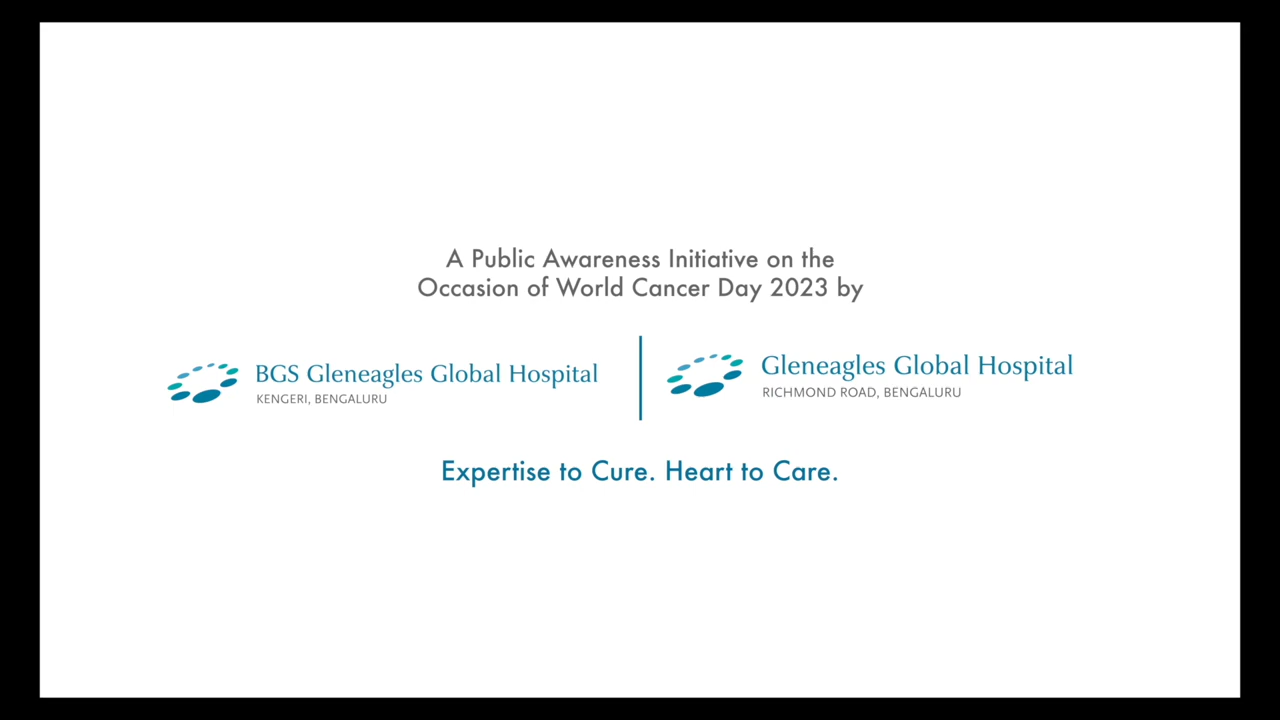 A Public Awareness Initiative on the
Occasion of World Cancer Day 2023 by
BGS Gleneagles Global Hospital
KENGERI, BENGALURU
Gleneagles Global Hospital
RICHMOND ROAD, BENGALURU
Expertise to Cure. Heart to Care.